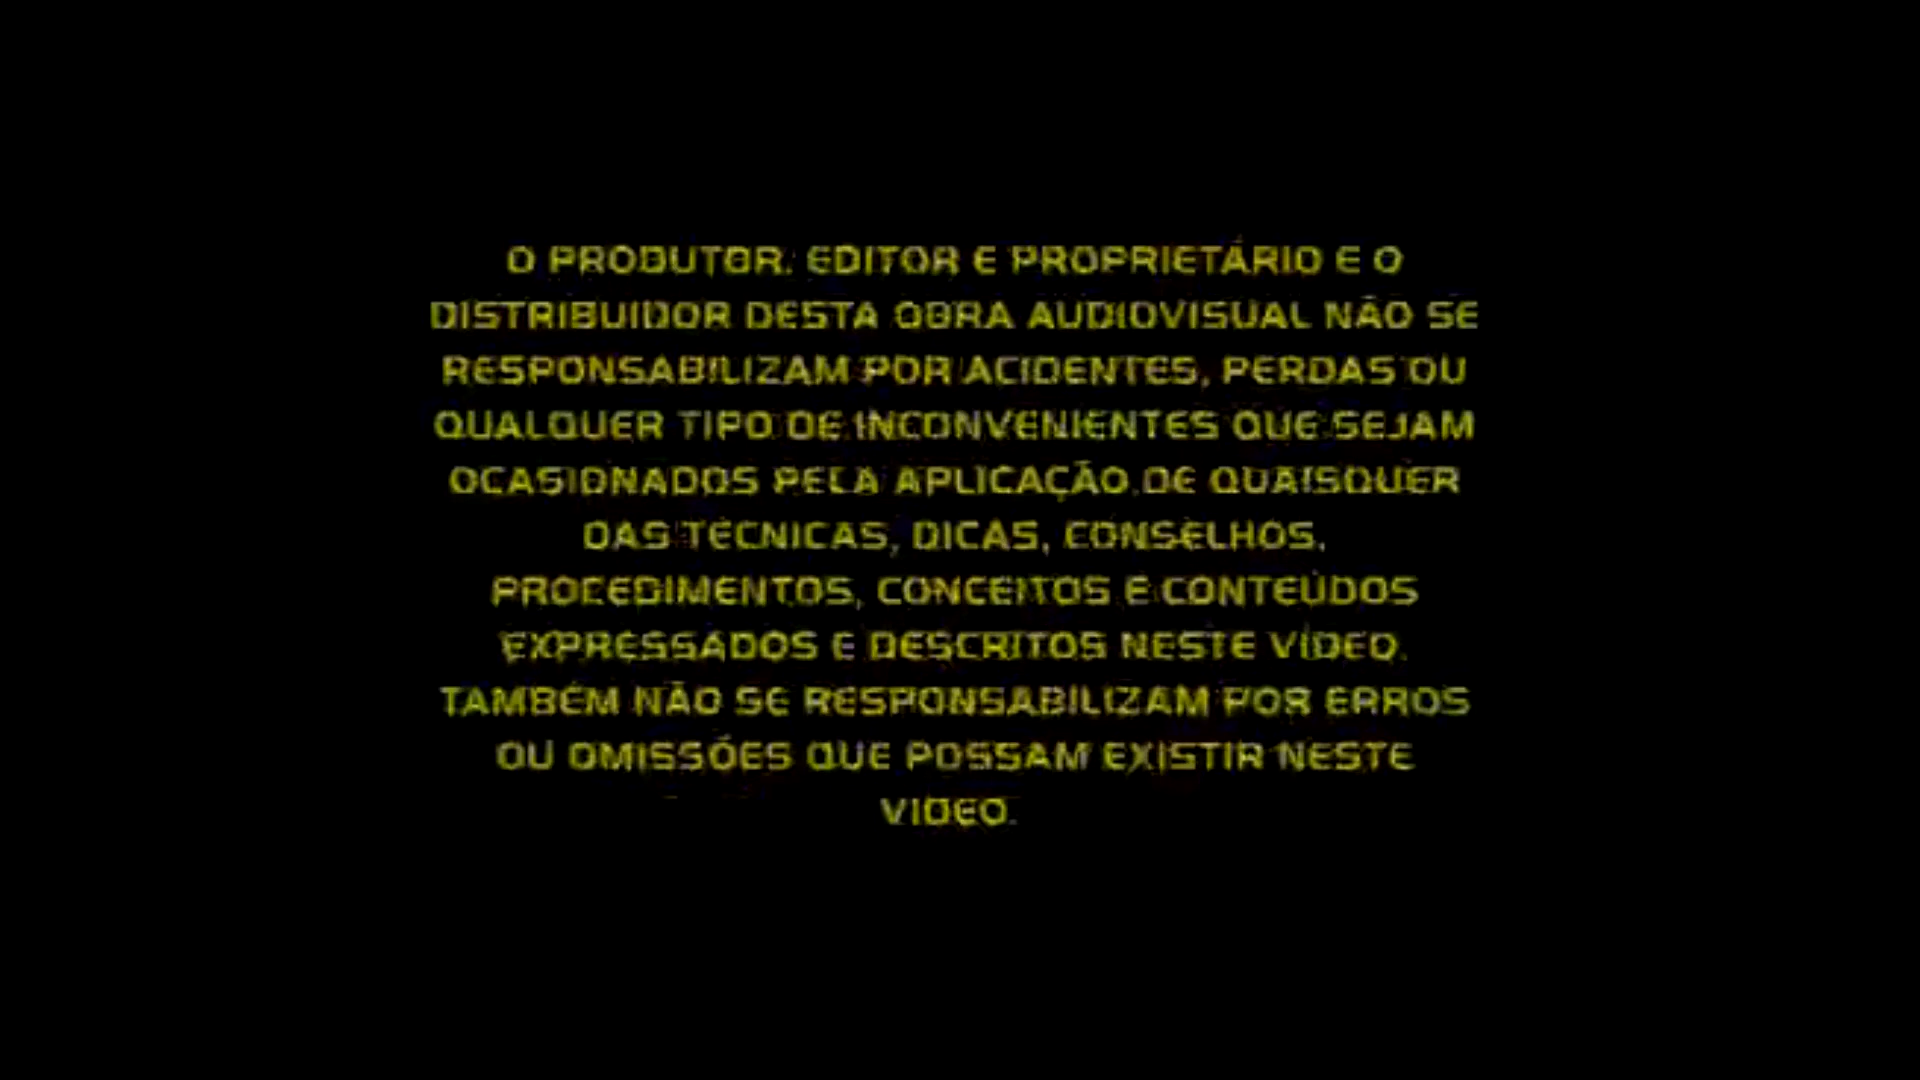 O PRODUTOR, EDITOR E PROPRIETÁRIO E O
DISTRIBUIDOR DESTA OBRA AUDIOVISUAL NÃO SE
RESPONSABILIZAM POR ACIDENTES, PERDAS OU
QUALQUER TIPO DE INCONVENIENTES QUE SEJAM
OCASIONADOS PELA APLICAÇÃO DE QUAISQUER
DAS TÉCNICAS, DICAS, CONSELHOS,
PROCEDIMENTOS, CONCEITOS E CONTEÚDOS
EXPRESSADOS E DESCRITOS NESTE VÍDEO.
TAMBÉM NÃO SE RESPONSABILIZAM POR ERROS
OU OMISSÕES QUE POSSAM EXISTIR NESTE
VÍDEO.